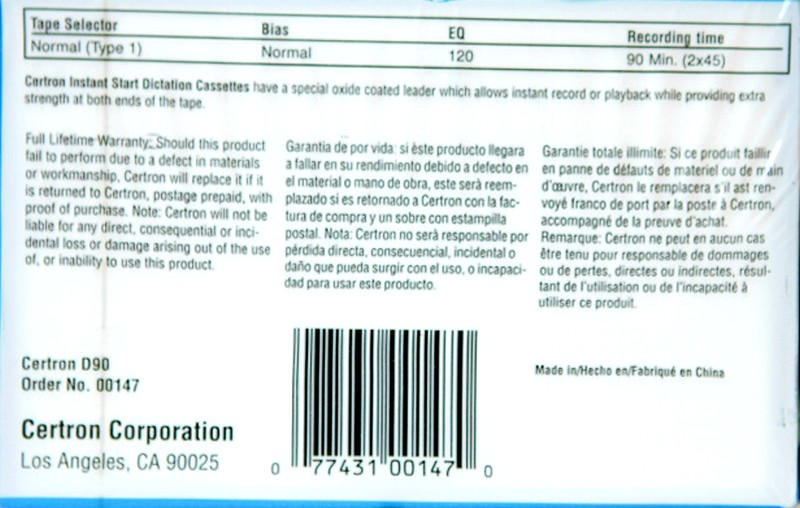 Tape Selector Bias EQ Recording time
Normal (Type 1) Normal 120 90 Min. (2x45)
Certron Instant Start Dictation Cassettes have a special oxide coated leader which allows instant record or playback while providing extra
strength at both ends of the tape.
Full Lifetime Warranty: Should this product
fail to perform due to a defect in materials
or workmanship, Certron will replace it if it
is returned to Certron, postage prepaid, with
proof of purchase. Note: Certron will not be
liable for any direct, consequential or inci-
dental loss or damage arising out of the use
of, or inability to use this product.
Garantia de por vida: si èste producto llegara
a fallar en su rendimiento debido a defecto en
el material o mano de obra, este serà reem-
plazado si es retornado a Certron con la fac-
tura de compra y un sobre con estampilla
postal. Nota: Certron no serà responsable por
pérdida directa, consecuencial, incidental o
daño que pueda surgir con el uso, o incapaci-
dad para usar este producto.
Garantie totale illimite: Si ce produit faillir
en panne de défauts de materiel ou de main
d'œuvre, Certron le remplacera s'il ast ren-
voyé franco de port par la poste à Certron,
accompagné de la preuve d'achat.
Remarque: Certron ne peut en aucun cas
être tenu pour responsable de dommages
ou de pertes, directes ou indirectes, résul-
tant de l'utilisation ou de l'incapacité à
utiliser ce produit.
Certron D90
Order No. 00147
Certron Corporation
Los Angeles, CA 90025
0 77431 00147 0
Made in/Hecho en/Fabriqué en China